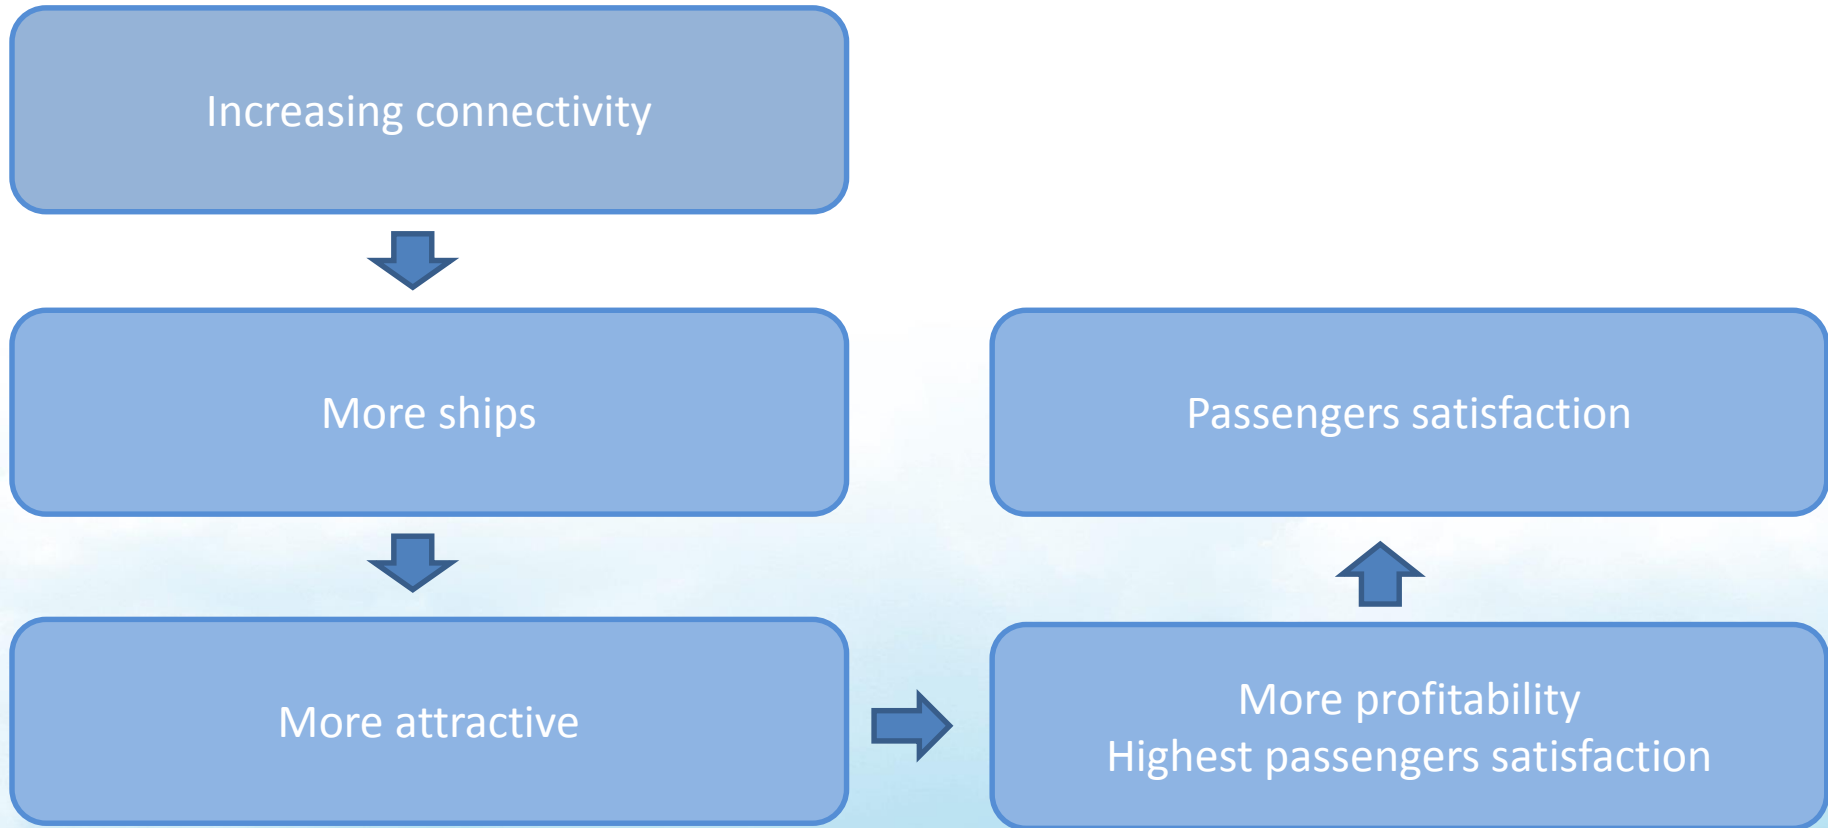 Increasing connectivity
More ships
More attractive
More profitability
Highest passengers satisfaction
Passengers satisfaction